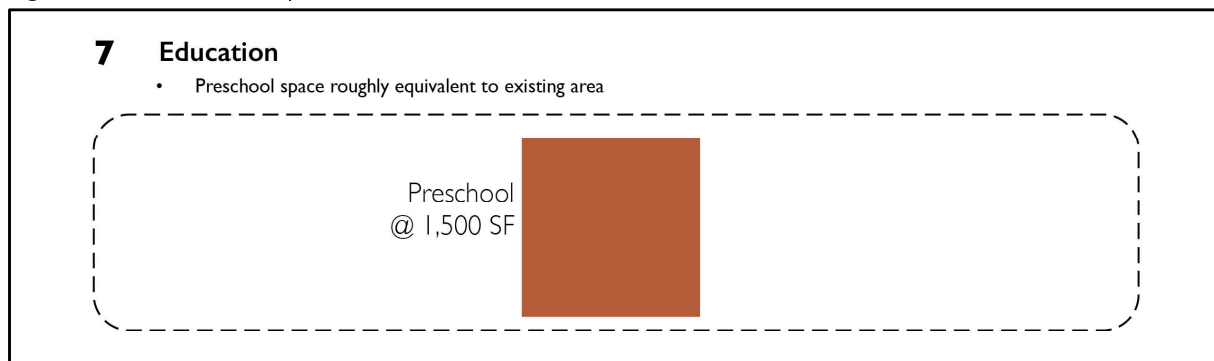 7 Education
• Preschool space roughly equivalent to existing area
Preschool
@ 1,500 SF